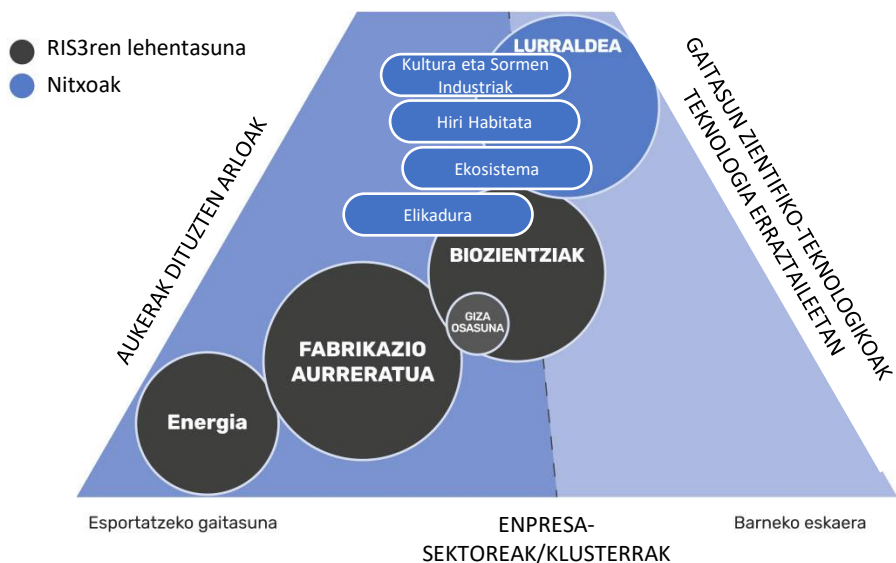 RIS3ren lehentasuna
Nitxoak
LURRALDEA
Kultura eta Sormen
Industriak
Hiri Habitata
Ekosistema
Elikadura
BIOZIENTZIAK
GIZA
OSASUNA
FABRIKAZIO
AURRERATUA
Energia
AUKERAK DITUZTEN ARLOAK
GAITASUN ZIENTIFIKO-TEKNOLOGIKOAK
TEKNOLOGIA ERRAZTAILEETAN
Esportatzeko gaitasuna
ENPRESA-
SEKTOREAK/KLUSTERRAK
Barneko eskaera